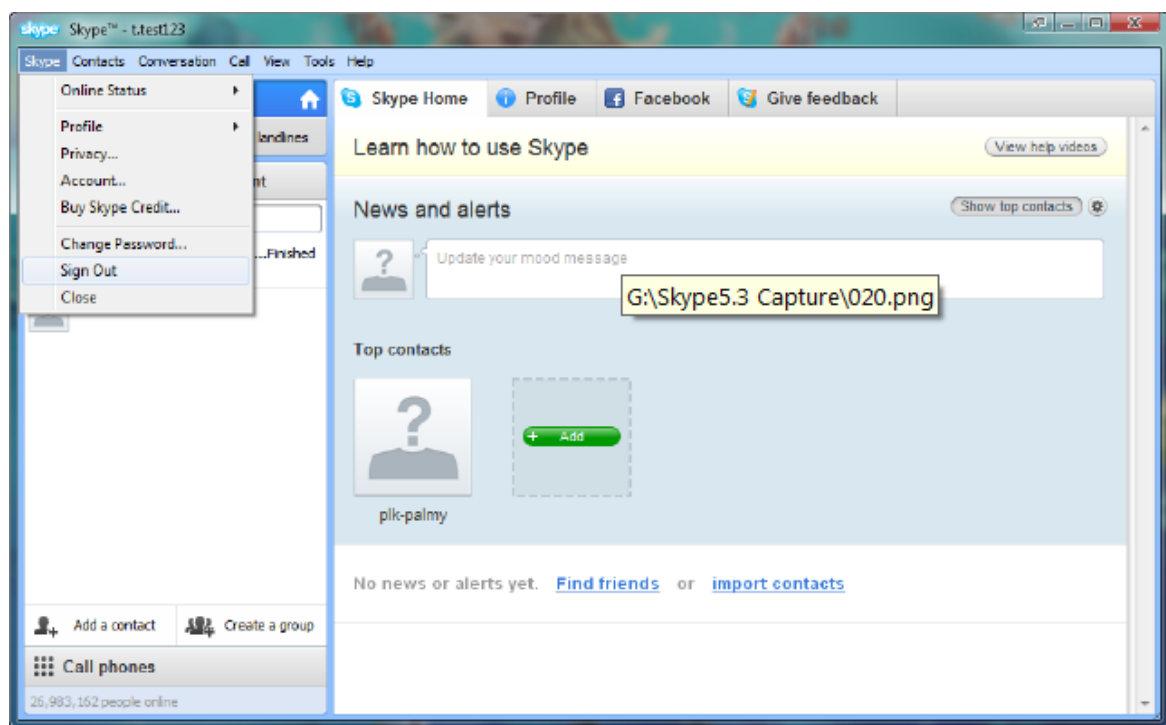 skype Skype™ - t.test123
Skype Contacts Conversation Call View Tools Help
Online Status
Profile
Privacy...
Account...
Buy Skype Credit...
Change Password...
Sign Out
Close
landines
nt
...Finished
Skype Home
Profile
Facebook
Give feedback
Learn how to use Skype
View help videos
News and alerts
Show top contacts
Update your mood message
G:\Skype5.3 Capture\020.png
Top contacts
+ Add
plk-palmy
No news or alerts yet. Find friends or import contacts
Add a contact
Create a group
Call phones
26,983,162 people online